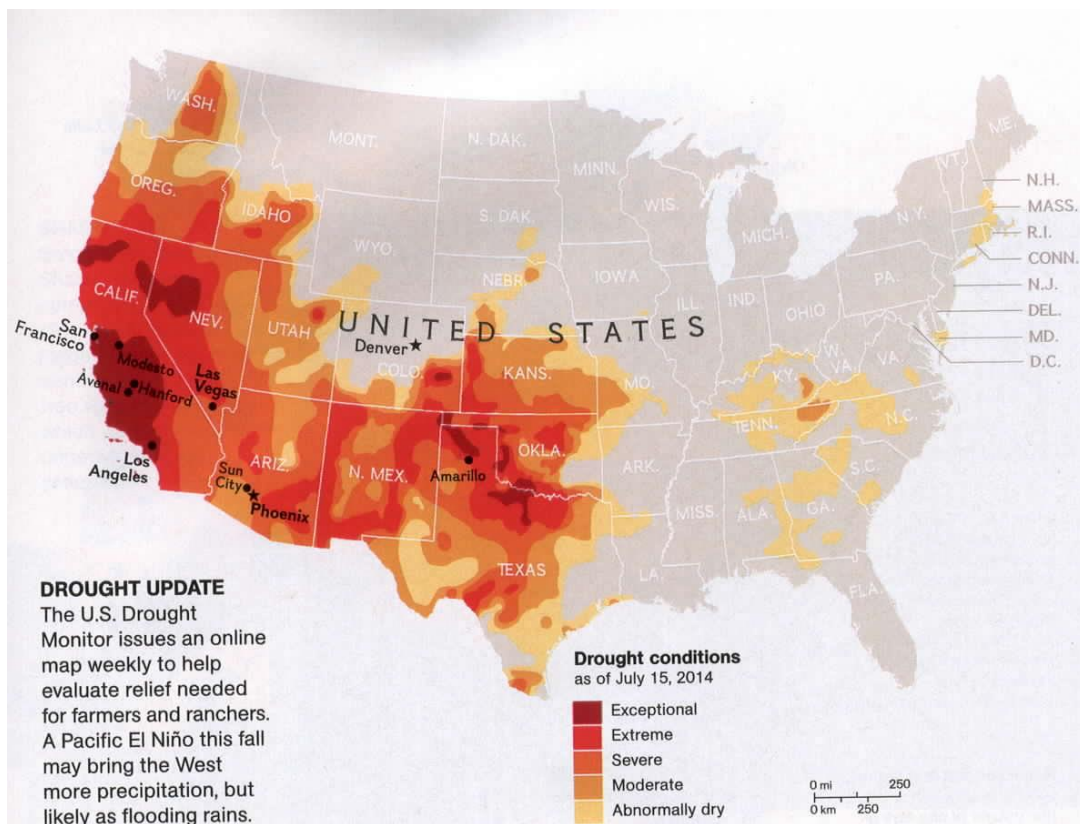 WASH.
MONT.
N. DAK.
MINN.
ME.
VT.
N.H.
OREG.
IDAHO
S. DAK.
WIS.
MICH.
N.Y.
MASS.
R.I.
CONN.
WYO.
NEBR.
IOWA
ILL.
IND.
OHIO
PA.
N.J.
DEL.
MD.
D.C.
CALIF.
NEV.
UTAH
UNITED STATES
Denver
COLO.
KANS.
MO.
KY.
W.
VA.
VA.
San
Francisco
Modesto
Avenal
Hanford
Las
Vegas
Los
Angeles
ARIZ.
Sun
City
Phoenix
N. MEX.
Amarillo
OKLA.
ARK.
TENN.
N.C.
S.C.
MISS.
ALA.
GA.
TEXAS
LA.
FLA.
DROUGHT UPDATE
The U.S. Drought
Monitor issues an online
map weekly to help
evaluate relief needed
for farmers and ranchers.
A Pacific El Niño this fall
may bring the West
more precipitation, but
likely as flooding rains.
Drought conditions
as of July 15, 2014
Exceptional
Extreme
Severe
Moderate
Abnormally dry
0 mi 250
0 km 250